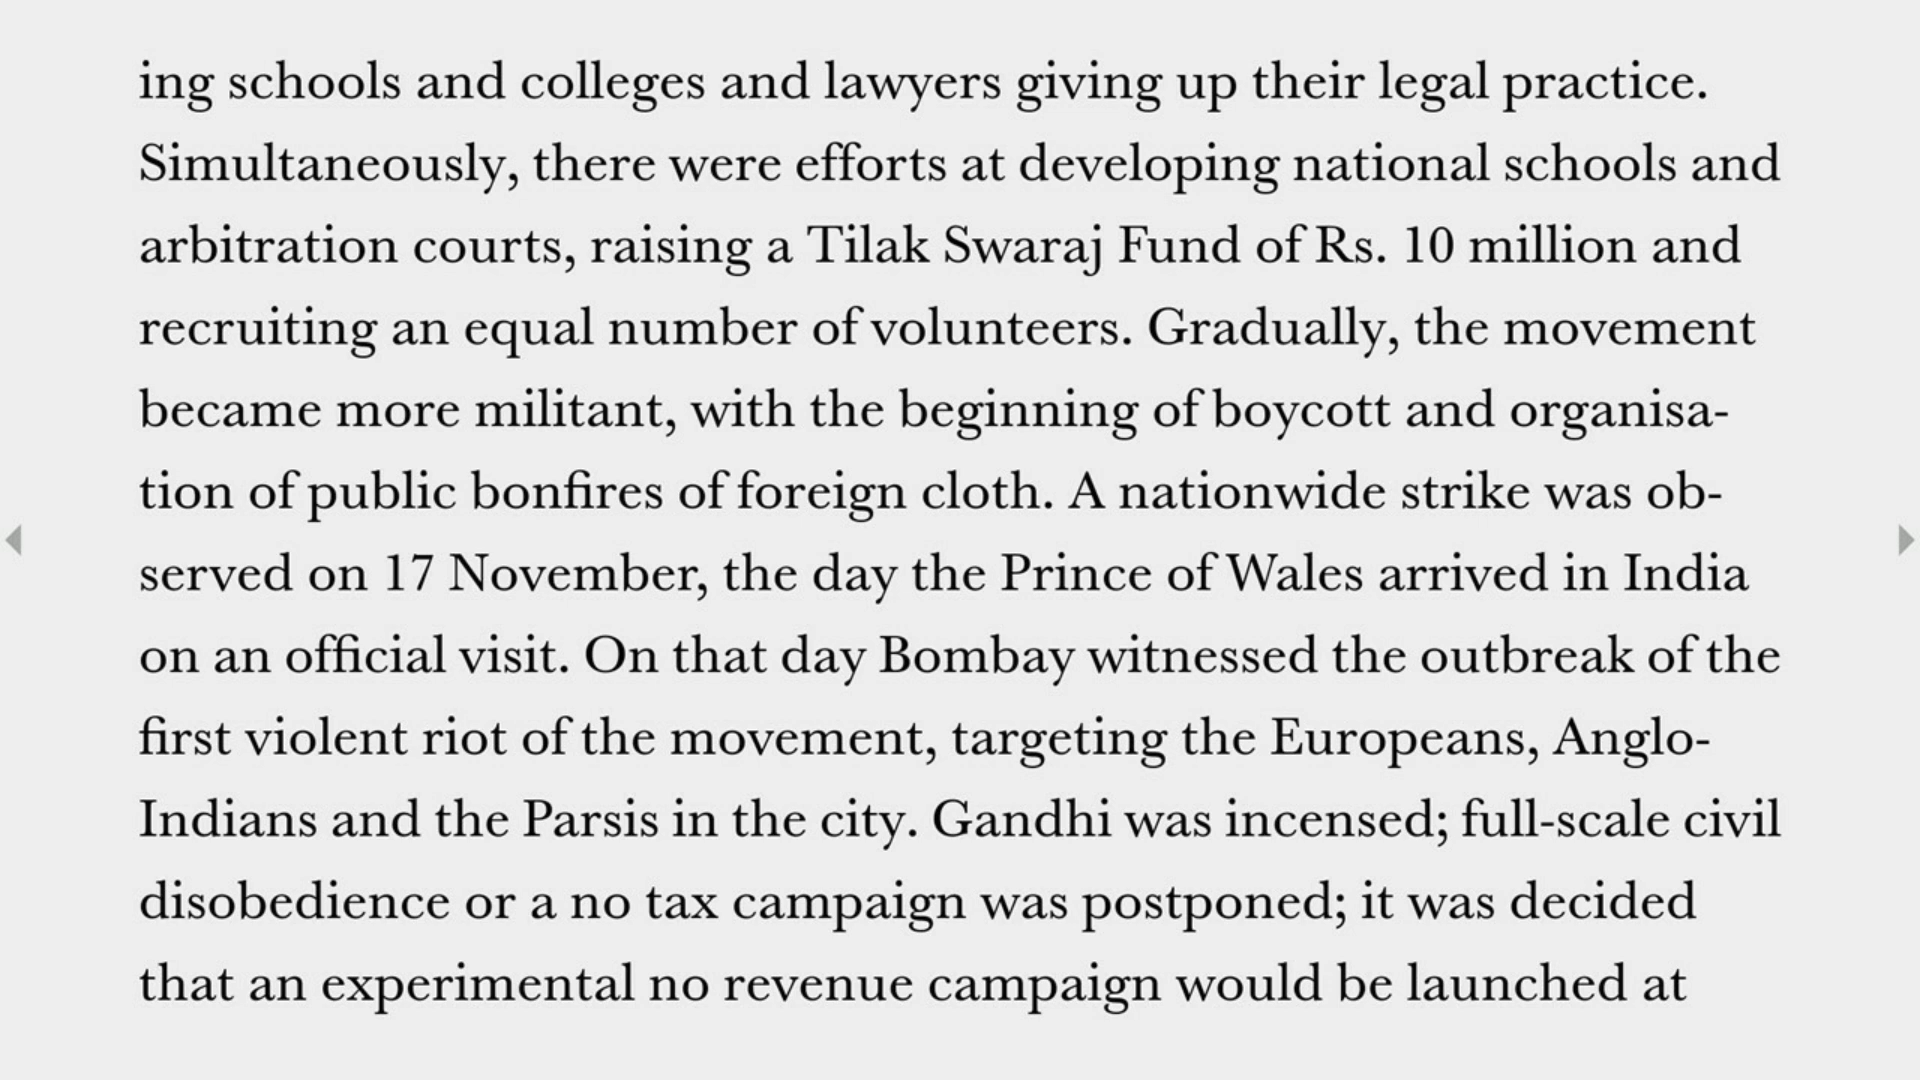 ing schools and colleges and lawyers giving up their legal practice.
Simultaneously, there were efforts at developing national schools and
arbitration courts, raising a Tilak Swaraj Fund of Rs. 10 million and
recruiting an equal number of volunteers. Gradually, the movement
became more militant, with the beginning of boycott and organisa-
tion of public bonfires of foreign cloth. A nationwide strike was ob-
served on 17 November, the day the Prince of Wales arrived in India
on an official visit. On that day Bombay witnessed the outbreak of the
first violent riot of the movement, targeting the Europeans, Anglo-
Indians and the Parsis in the city. Gandhi was incensed; full-scale civil
disobedience or a no tax campaign was postponed; it was decided
that an experimental no revenue campaign would be launched at